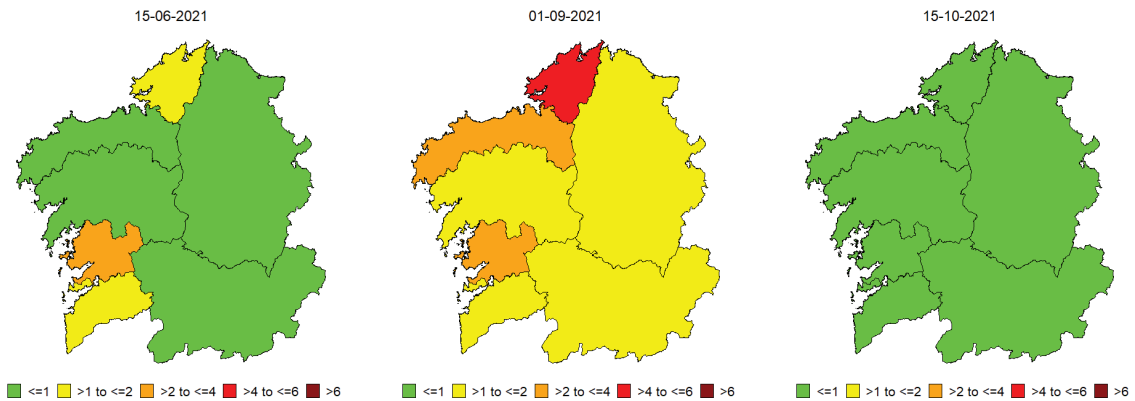 15-06-2021
01-09-2021
15-10-2021
<=1 >1 to <=2 >2 to <=4 >4 to <=6 >6
<=1 >1 to <=2 >2 to <=4 >4 to <=6 >6
<=1 >1 to <=2 >2 to <=4 >4 to <=6 >6